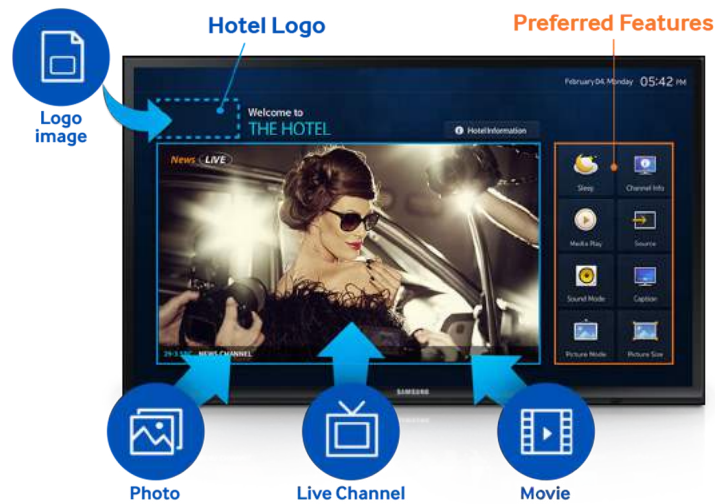 Hotel Logo
Preferred Features
Logo
image
February 04, Monday 05:42 PM
Welcome to
THE HOTEL
Hotel Information
News LIVE
Sleep
Channel Info
Media Play
Source
Sound Mode
Caption
Picture Mode
Picture Size
NEWS CHANNEL
SAMSUNG
Photo
Live Channel
Movie